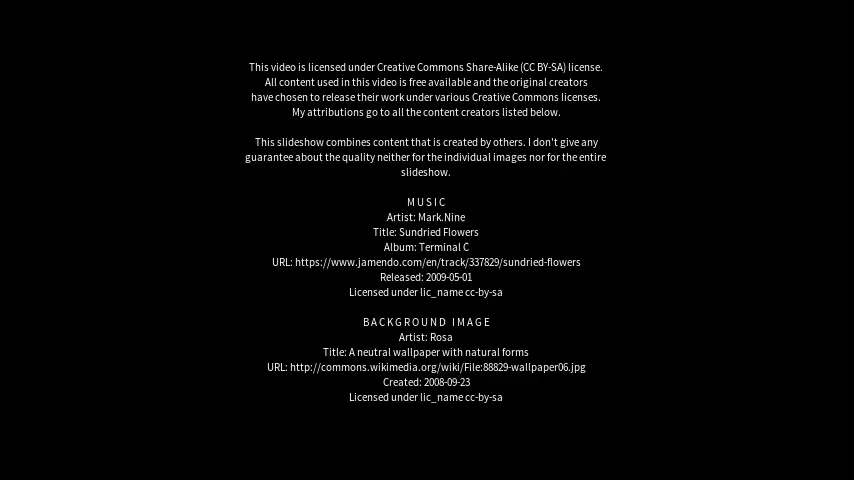 This video is licensed under Creative Commons Share-Alike (CC BY-SA) license.
All content used in this video is free available and the original creators
have chosen to release their work under various Creative Commons licenses.
My attributions go to all the content creators listed below.
This slideshow combines content that is created by others. I don't give any
guarantee about the quality neither for the individual images nor for the entire
slideshow.
MUSIC
Artist: Mark.Nine
Title: Sundried Flowers
Album: Terminal C
URL: https://www.jamendo.com/en/track/337829/sundried-flowers
Released: 2009-05-01
Licensed under lic_name cc-by-sa
BACKGROUND IMAGE
Artist: Rosa
Title: A neutral wallpaper with natural forms
URL: http://commons.wikimedia.org/wiki/File:88829-wallpaper06.jpg
Created: 2008-09-23
Licensed under lic_name cc-by-sa